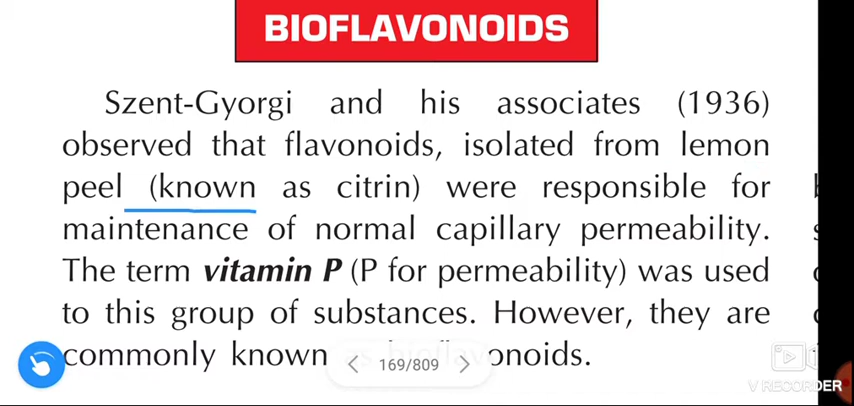 BIOFLAVONOIDS
Szent-Gyorgi and his associates (1936)
observed that flavonoids, isolated from lemon
peel (known as citrin) were responsible for
maintenance of normal capillary permeability.
The term vitamin P (P for permeability) was used
to this group of substances. However, they are
commonly known as bioflavonoids.
169/809
V RECORDER